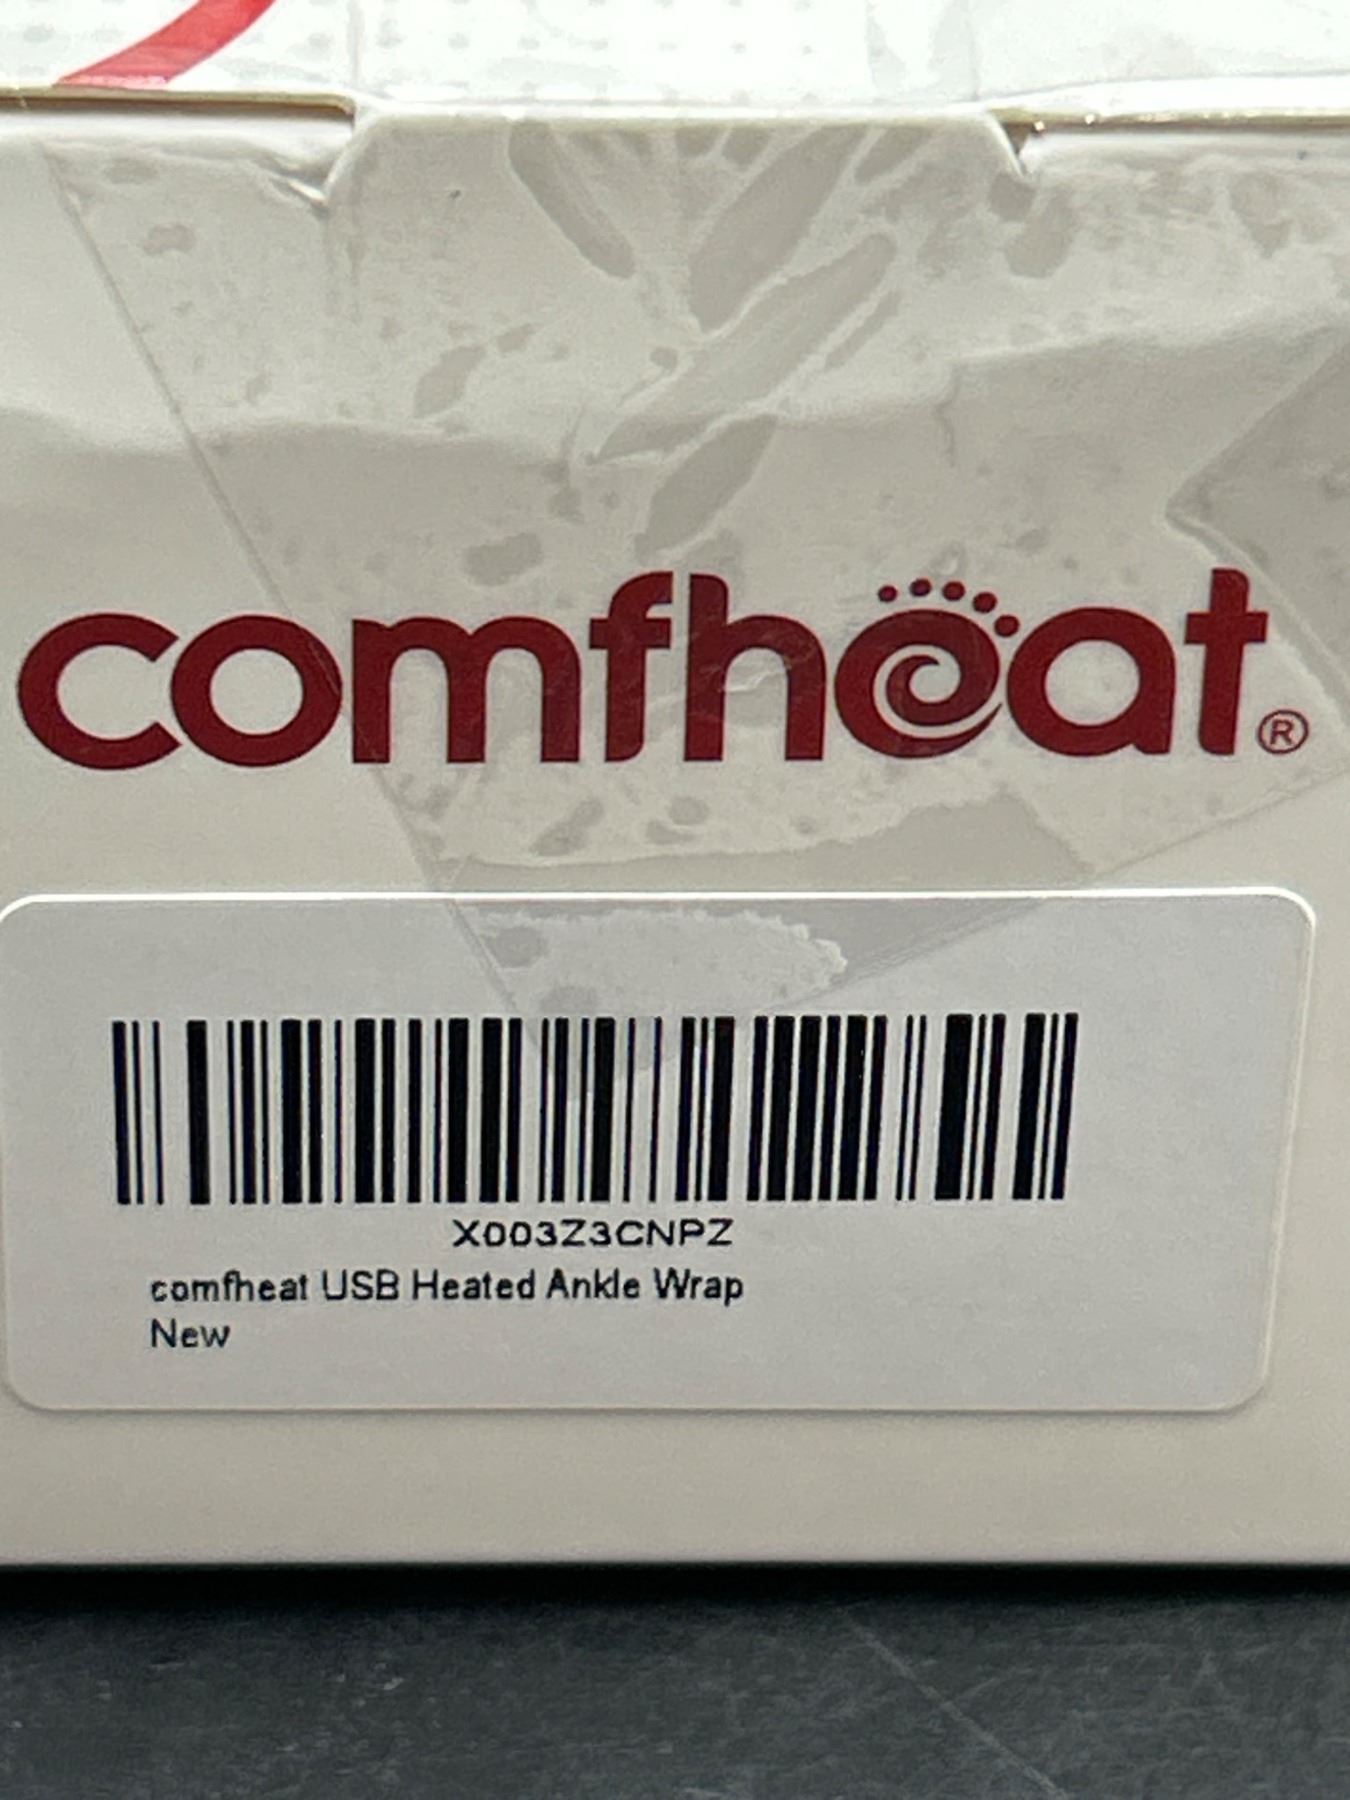 comfheat®
X003Z3CNPZ
comfheat USB Heated Ankle Wrap
New